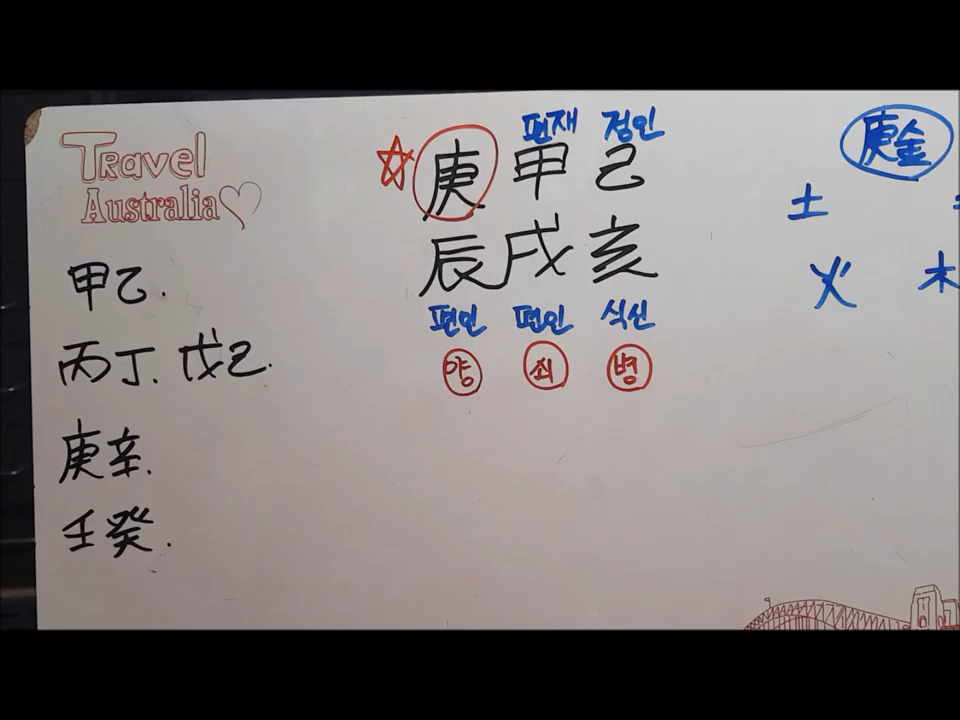 Travel
Australia
甲乙.
丙丁. 戊己.
庚辛.
壬癸.
편재 정인
庚 甲 己
辰 戌 亥
편인 편인 식신
양 쇠 병
庚金
土
火 木